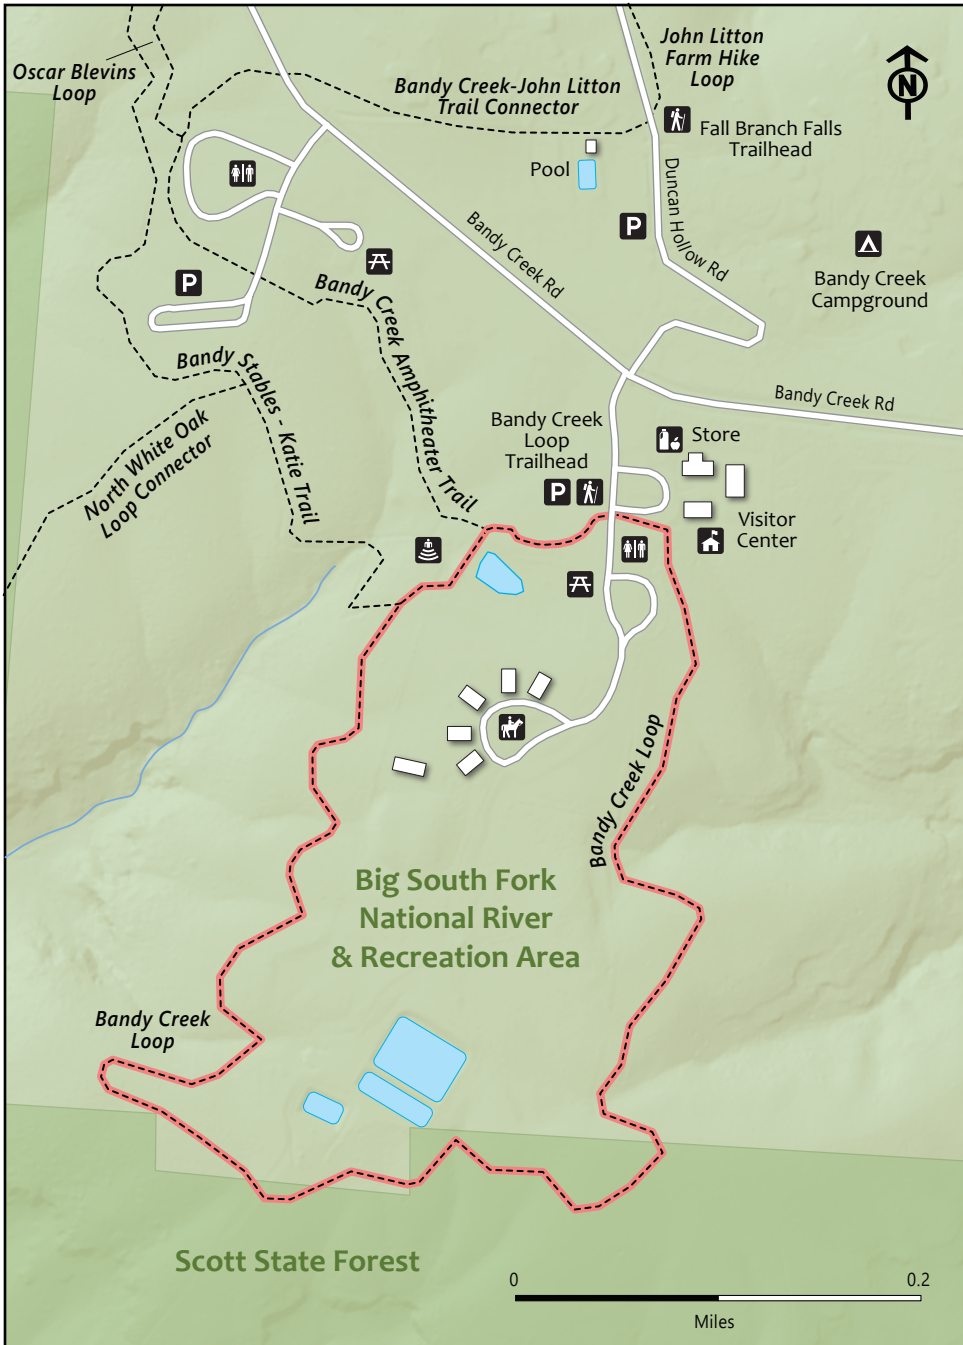 Oscar Blevins
Loop
Bandy Creek-John Litton
Trail Connector
John Litton
Farm Hike
Loop
N
Fall Branch Falls
Trailhead
Pool
P
Duncan Hollow Rd
Bandy Creek Rd
Bandy Creek
Campground
P
Bandy Creek Amphitheater Trail
Bandy Stables - Katie Trail
North White Oak
Loop Connector
Bandy Creek Rd
Bandy Creek
Loop
Trailhead
P
Store
Visitor
Center
Bandy Creek Loop
Big South Fork
National River
& Recreation Area
Bandy Creek
Loop
Scott State Forest
0
0.2
Miles